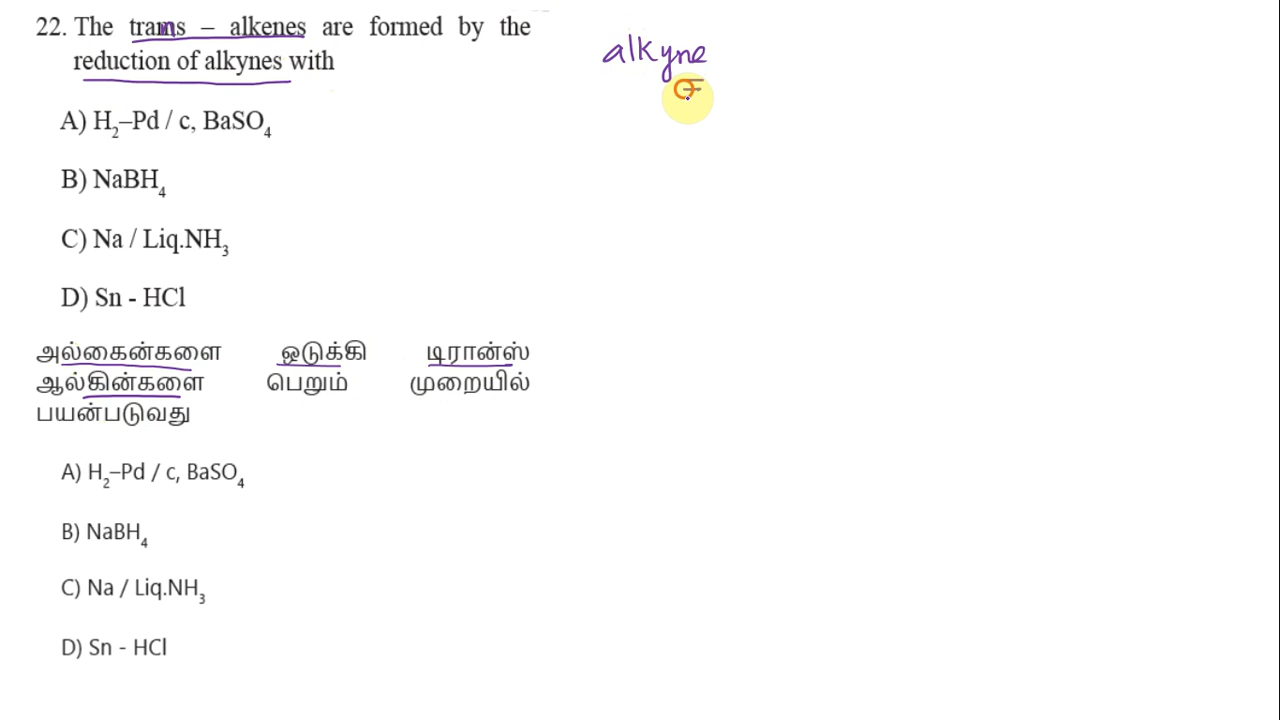 22. The trans – alkenes are formed by the
reduction of alkynes with
A) H₂–Pd / c, BaSO₄
B) NaBH₄
C) Na / Liq.NH₃
D) Sn - HCl
அல்கைன்களை ஒடுக்கி டிரான்ஸ்
ஆல்கின்களை பெறும் முறையில்
பயன்படுவது
A) H₂–Pd / c, BaSO₄
B) NaBH₄
C) Na / Liq.NH₃
D) Sn - HCl
alkyne